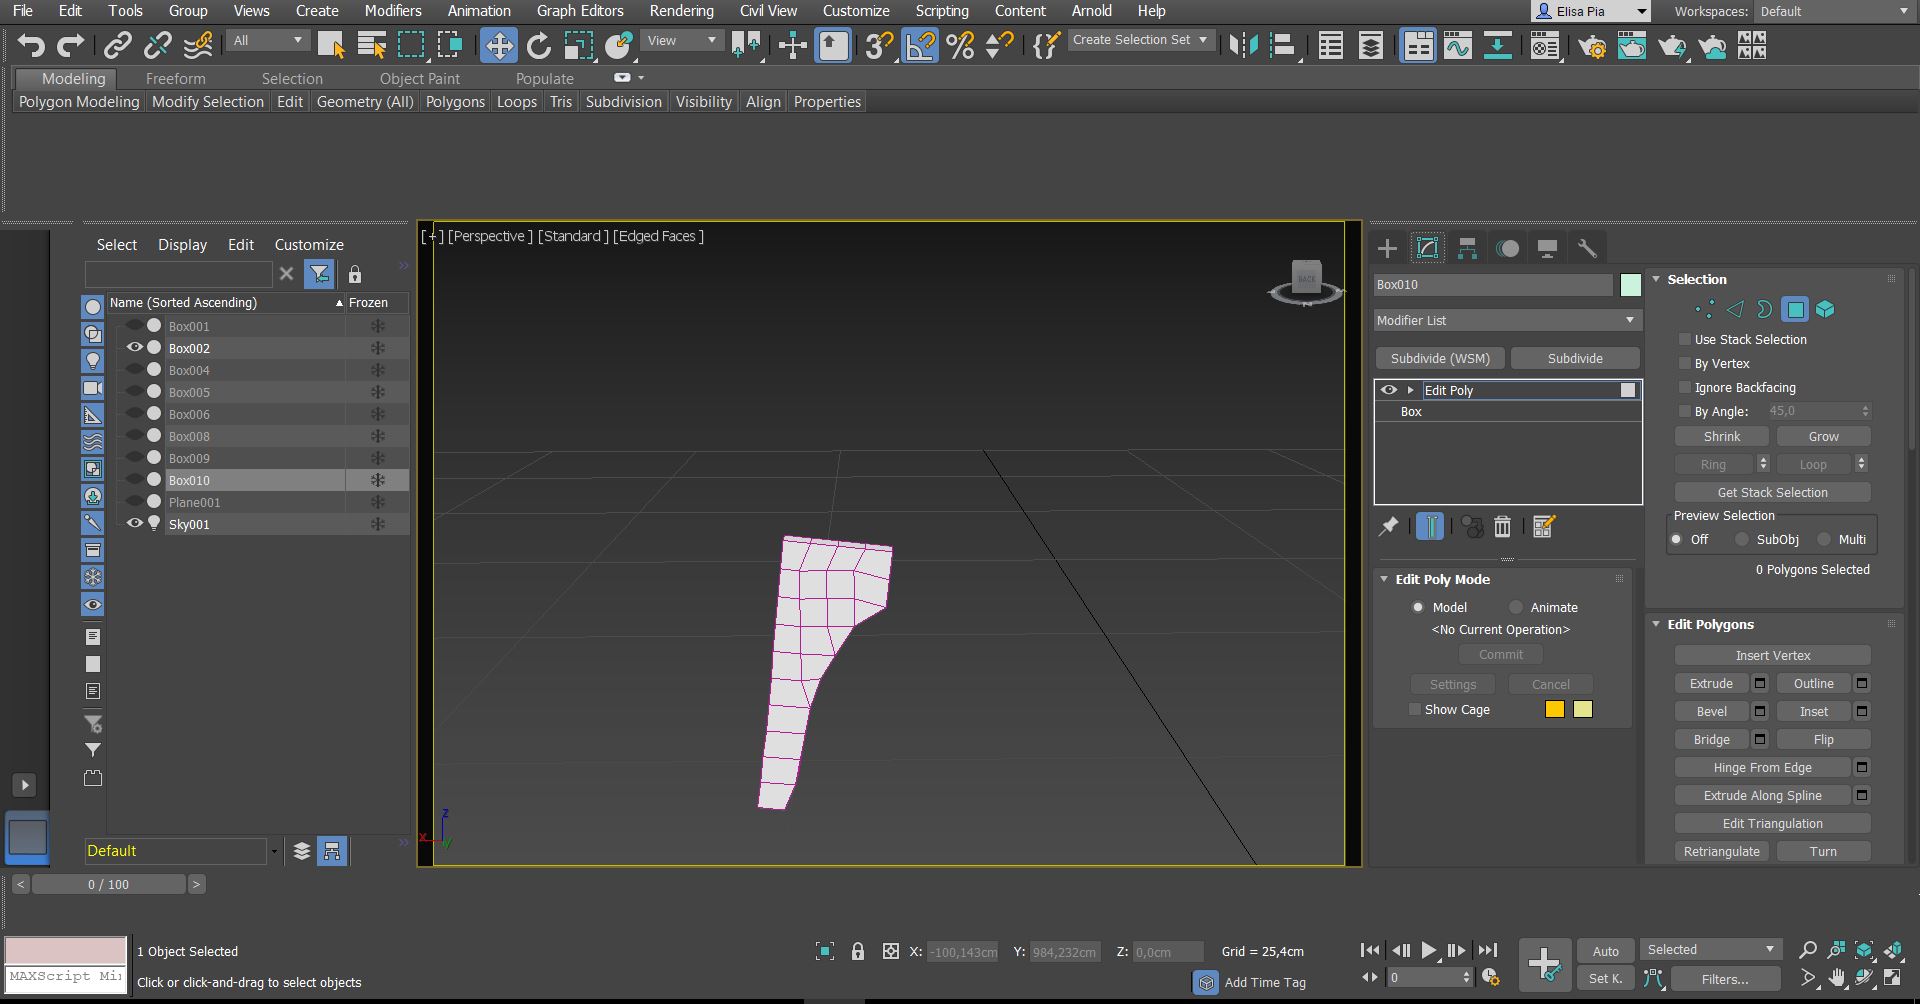 File Edit Tools Group Views Create Modifiers Animation Graph Editors Rendering Civil View Customize Scripting Content Arnold Help Elisa Pia Workspaces: Default
All View Create Selection Set
Modeling Freeform Selection Object Paint Populate
Polygon Modeling Modify Selection Edit Geometry (All) Polygons Loops Tris Subdivision Visibility Align Properties
Select Display Edit Customize
Name (Sorted Ascending) Frozen
Box001
Box002
Box004
Box005
Box006
Box008
Box009
Box010
Plane001
Sky001
Default
0 / 100
[+] [Perspective ] [Standard ] [Edged Faces ]
BACK
z
x
y
Box010
Modifier List
Subdivide (WSM) Subdivide
Edit Poly
Box
Edit Poly Mode
Model Animate
<No Current Operation>
Commit
Settings Cancel
Show Cage
Selection
Use Stack Selection
By Vertex
Ignore Backfacing
By Angle: 45,0
Shrink Grow
Ring Loop
Get Stack Selection
Preview Selection
Off SubObj Multi
0 Polygons Selected
Edit Polygons
Insert Vertex
Extrude Outline
Bevel Inset
Bridge Flip
Hinge From Edge
Extrude Along Spline
Edit Triangulation
Retriangulate Turn
1 Object Selected X: -100,143cm Y: 984,232cm Z: 0,0cm Grid = 25,4cm Auto Selected
MAXScript Mi Click or click-and-drag to select objects Add Time Tag 0 Set K. Filters...